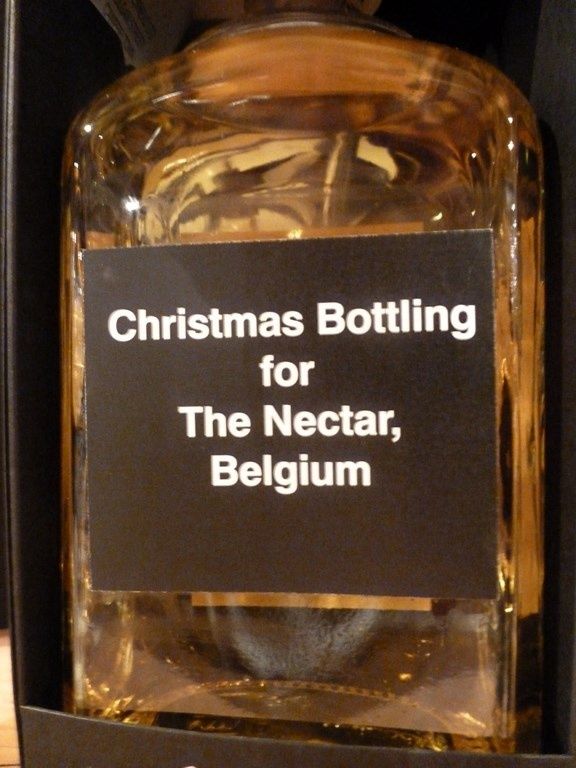 Christmas Bottling
for
The Nectar,
Belgium